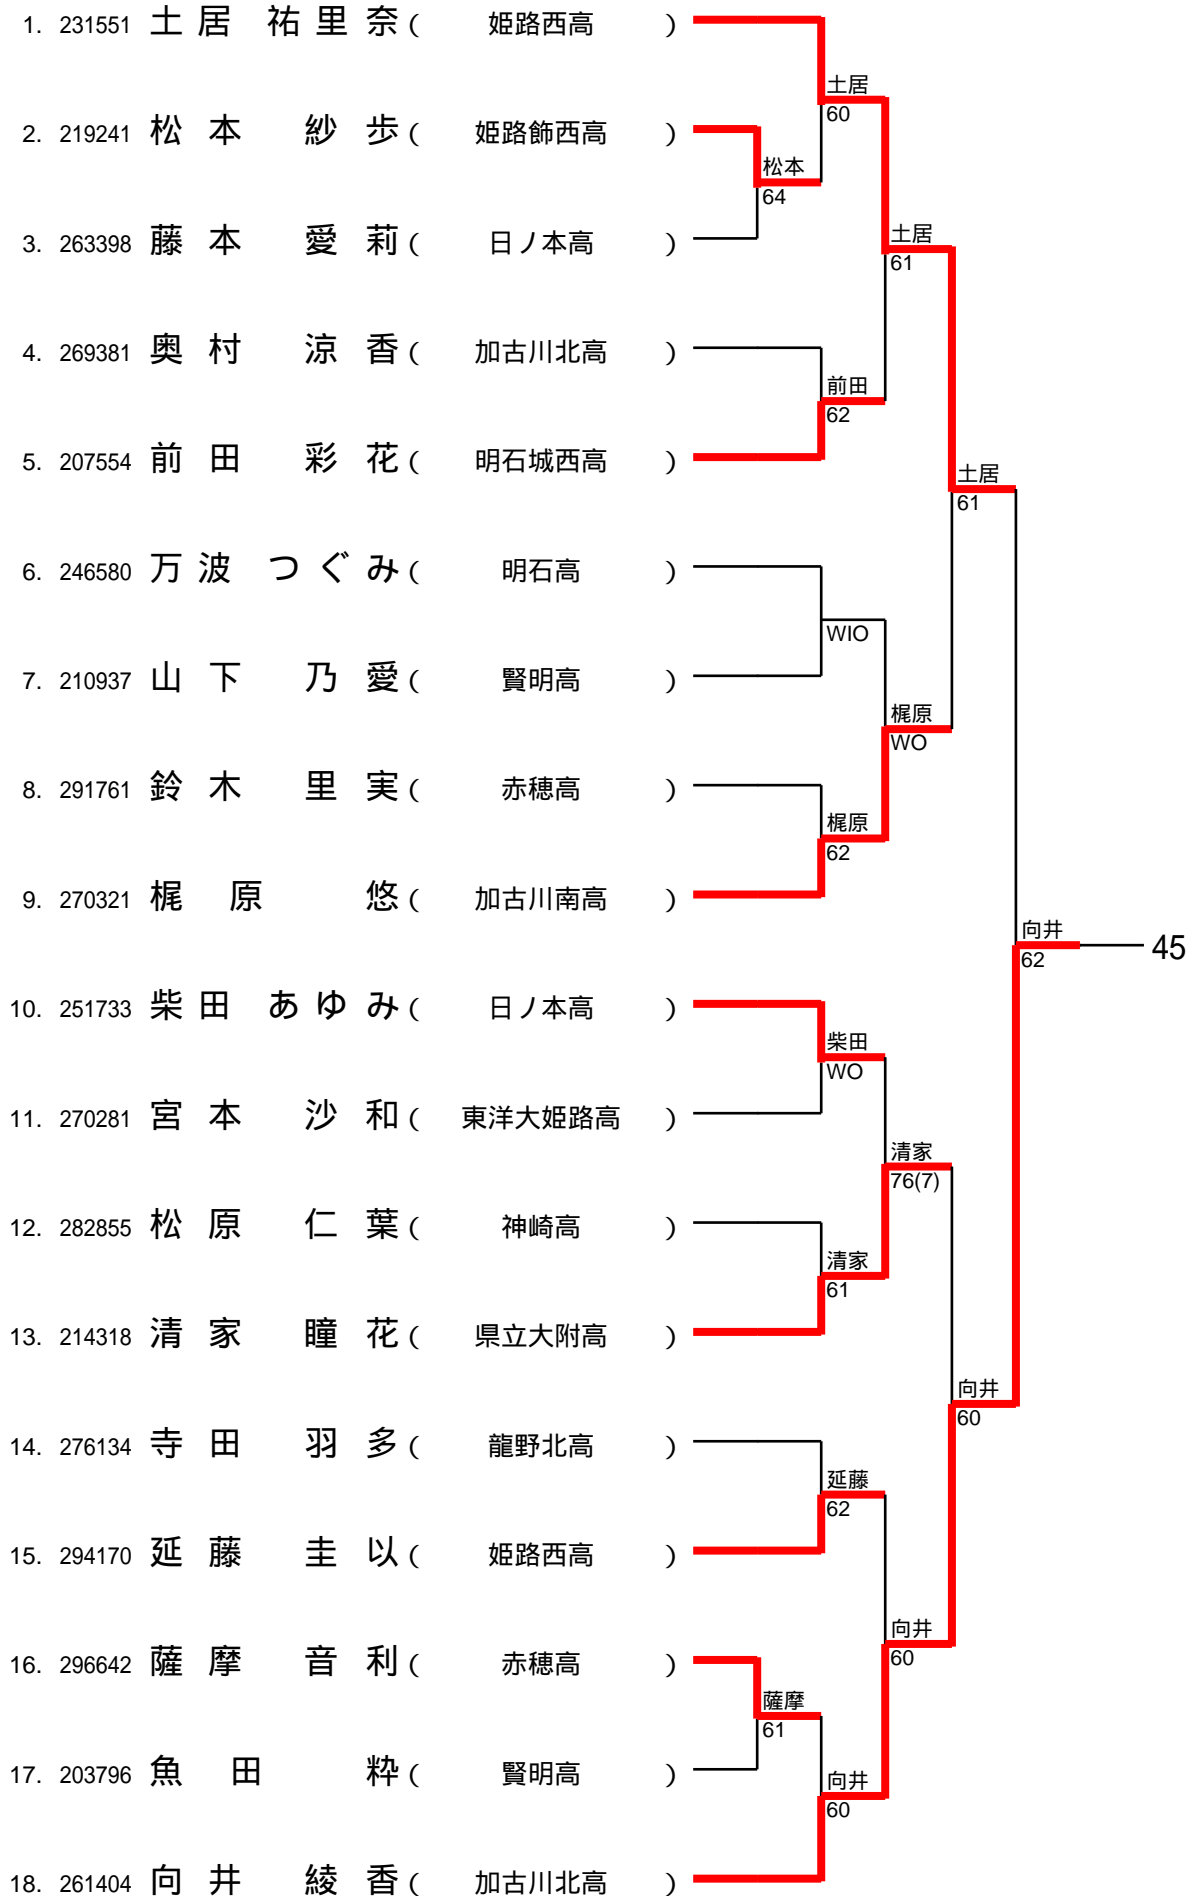 1. 231551 土居 祐里奈 ( 姫路西高 )
土居
60
2. 219241 松本 紗歩 ( 姫路飾西高 )
松本
64
土居
61
3. 263398 藤本 愛莉 ( 日ノ本高 )
4. 269381 奥村 涼香 ( 加古川北高 )
前田
62
5. 207554 前田 彩花 ( 明石城西高 )
土居
61
6. 246580 万波 つぐみ ( 明石高 )
WIO
7. 210937 山下 乃愛 ( 賢明高 )
梶原
WO
8. 291761 鈴木 里実 ( 赤穂高 )
梶原
62
9. 270321 梶原 悠 ( 加古川南高 )
向井
62
45
10. 251733 柴田 あゆみ ( 日ノ本高 )
柴田
WO
11. 270281 宮本 沙和 ( 東洋大姫路高 )
清家
76(7)
12. 282855 松原 仁葉 ( 神崎高 )
清家
61
13. 214318 清家 瞳花 ( 県立大附高 )
向井
60
14. 276134 寺田 羽多 ( 龍野北高 )
延藤
62
15. 294170 延藤 圭以 ( 姫路西高 )
向井
60
16. 296642 薩摩 音利 ( 赤穂高 )
薩摩
61
17. 203796 魚田 粋 ( 賢明高 )
向井
60
18. 261404 向井 綾香 ( 加古川北高 )